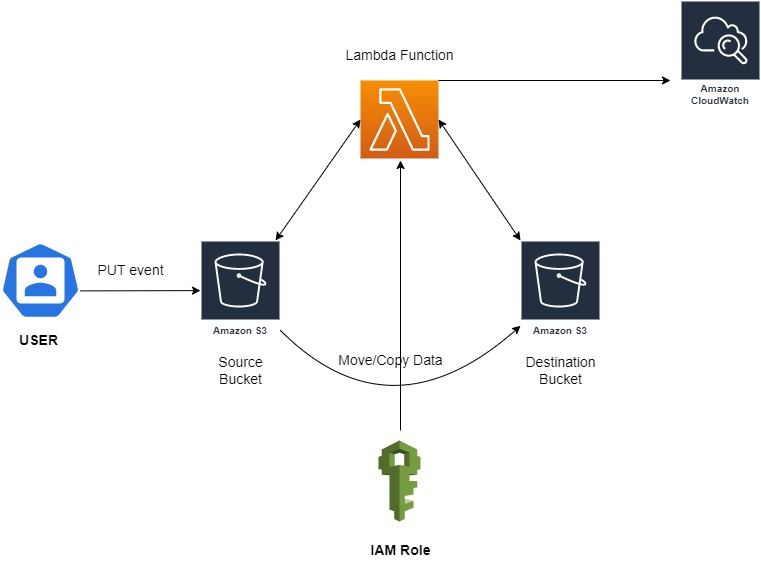 Lambda Function
Amazon
CloudWatch
PUT event
USER
Amazon S3
Source
Bucket
Move/Copy Data
Amazon S3
Destination
Bucket
IAM Role